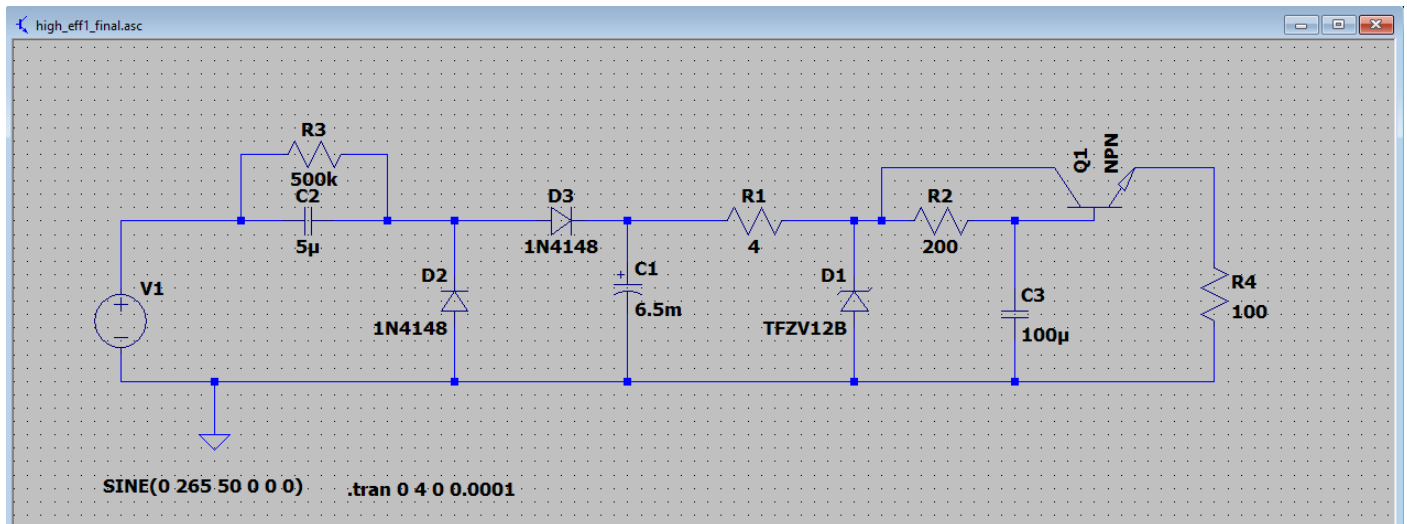 high_eff1_final.asc
R3
500k
C2
5µ
V1
D2
1N4148
D3
1N4148
C1
6.5m
R1
4
D1
TFZV12B
R2
200
C3
100µ
Q1
NPN
R4
100
SINE(0 265 50 0 0 0)
.tran 0 4 0 0.0001